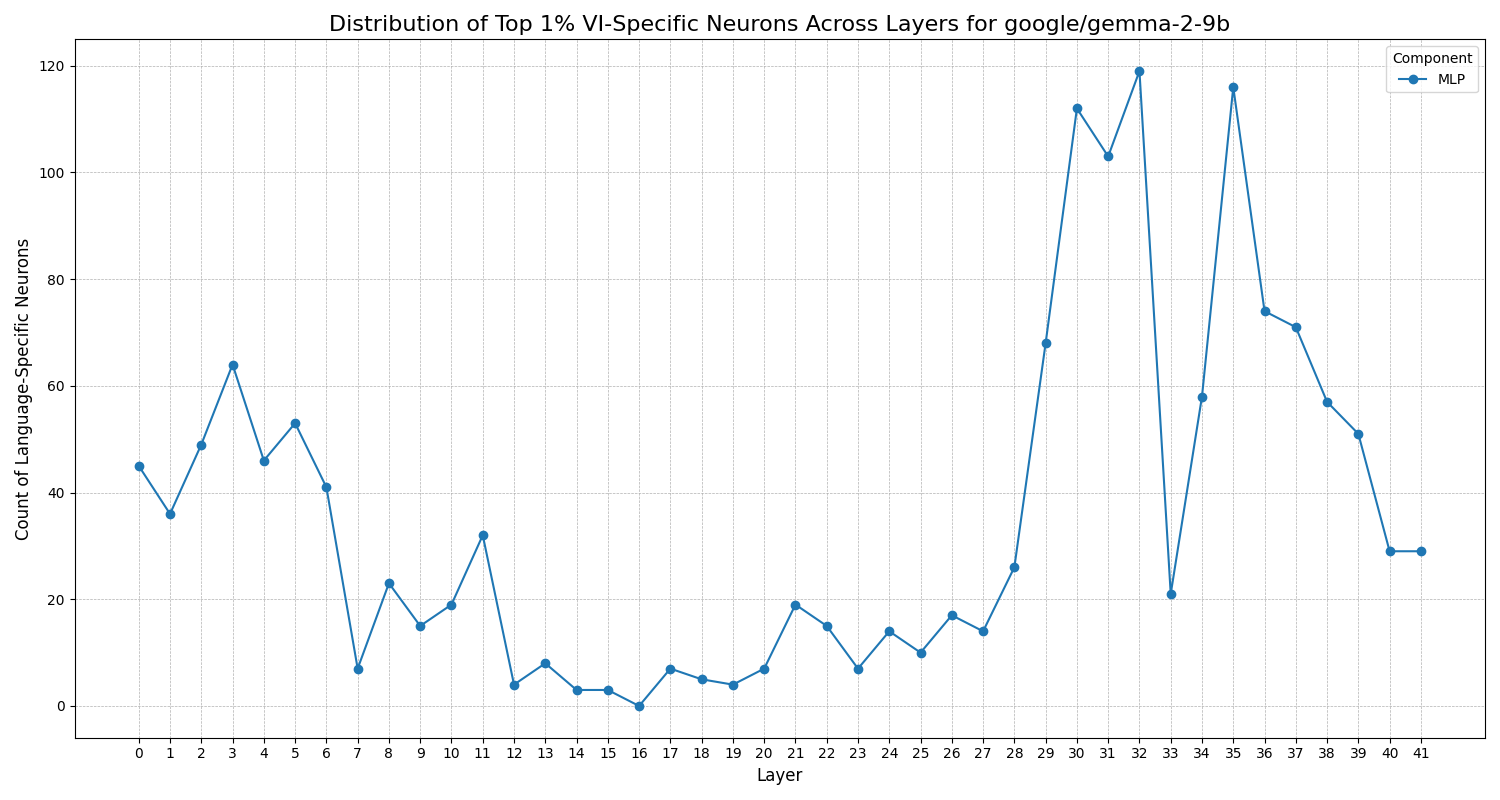 Distribution of Top 1% VI-Specific Neurons Across Layers for google/gemma-2-9b
Component
MLP
120
100
80
60
40
20
0
Count of Language-Specific Neurons
0 1 2 3 4 5 6 7 8 9 10 11 12 13 14 15 16 17 18 19 20 21 22 23 24 25 26 27 28 29 30 31 32 33 34 35 36 37 38 39 40 41
Layer